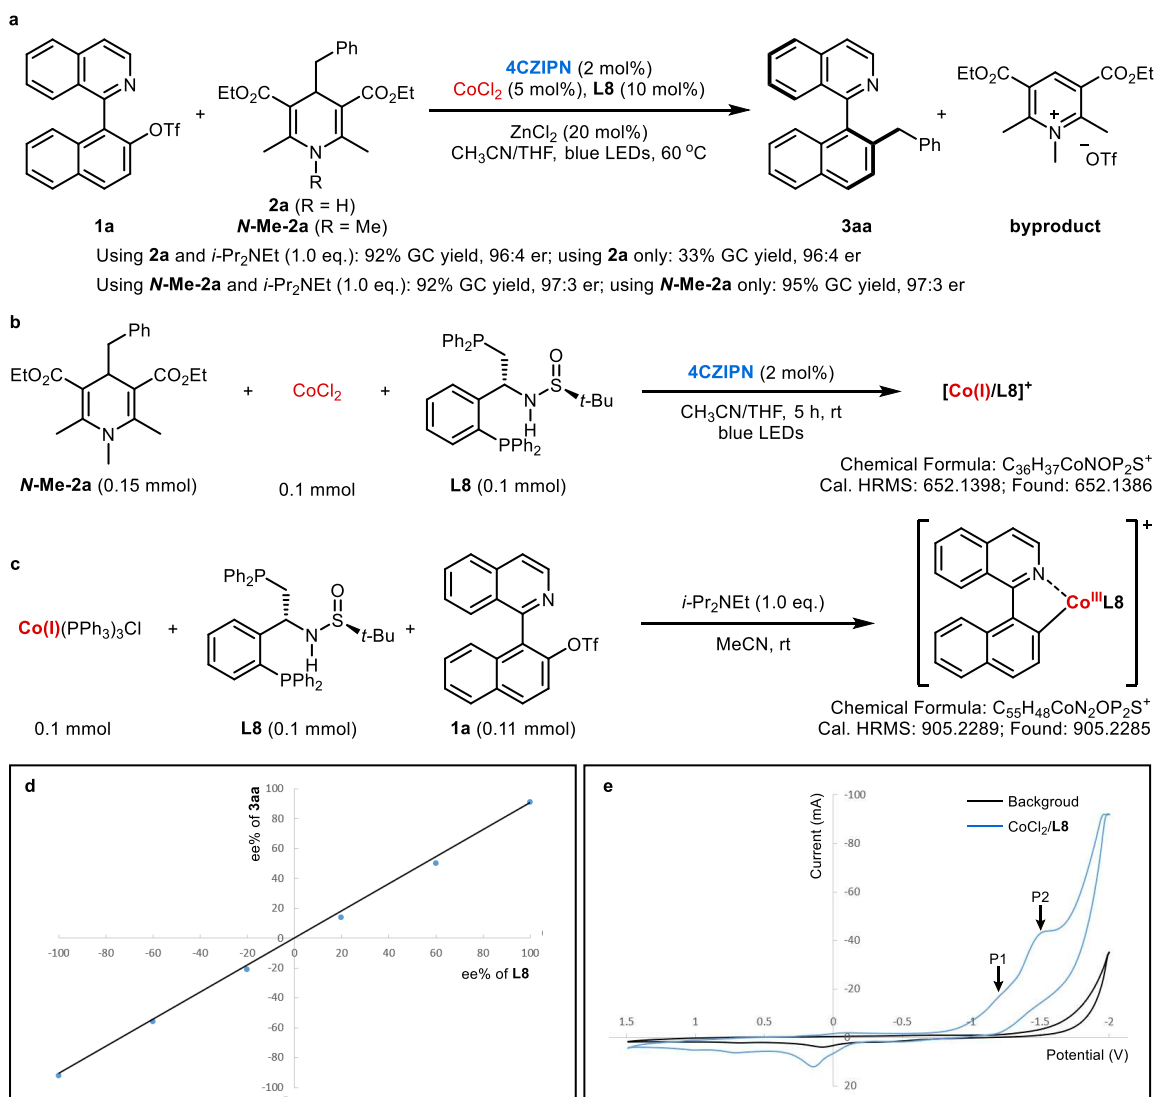 a
Ph
N
OTf
1a
+
EtO₂C
CO₂Et
N
R
2a (R = H)
N-Me-2a (R = Me)
4CZIPN (2 mol%)
CoCl₂ (5 mol%), L8 (10 mol%)
ZnCl₂ (20 mol%)
CH₃CN/THF, blue LEDs, 60 °C
N
Ph
3aa
+
EtO₂C
CO₂Et
N
+
CH₃
−
OTf
byproduct
Using 2a and i-Pr₂NEt (1.0 eq.): 92% GC yield, 96:4 er; using 2a only: 33% GC yield, 96:4 er
Using N-Me-2a and i-Pr₂NEt (1.0 eq.): 92% GC yield, 97:3 er; using N-Me-2a only: 95% GC yield, 97:3 er
b
Ph
EtO₂C
CO₂Et
N
CH₃
N-Me-2a (0.15 mmol)
+
CoCl₂
0.1 mmol
+
Ph₂P
O
S
N
H
t-Bu
PPh₂
L8 (0.1 mmol)
4CZIPN (2 mol%)
CH₃CN/THF, 5 h, rt
blue LEDs
[Co(I)/L8]⁺
Chemical Formula: C₃₆H₃₇CoNOP₂S⁺
Cal. HRMS: 652.1398; Found: 652.1386
c
Co(I)(PPh₃)₃Cl
0.1 mmol
+
Ph₂P
O
S
N
H
t-Bu
PPh₂
L8 (0.1 mmol)
+
N
OTf
1a (0.11 mmol)
i-Pr₂NEt (1.0 eq.)
MeCN, rt
+
N
CoᴵᴵᴵL8
Chemical Formula: C₅₅H₄₈CoN₂OP₂S⁺
Cal. HRMS: 905.2289; Found: 905.2285
d
ee% of 3aa
100
80
60
40
20
0
-20
-40
-60
-80
-100
-100 -80 -60 -40 -20 0 20 40 60 80 100
ee% of L8
e
Current (mA)
-100
-80
-60
-40
-20
0
20
Backgroud
CoCl₂/L8
P2
P1
1.5 1 0.5 0 -0.5 -1 -1.5 -2
Potential (V)